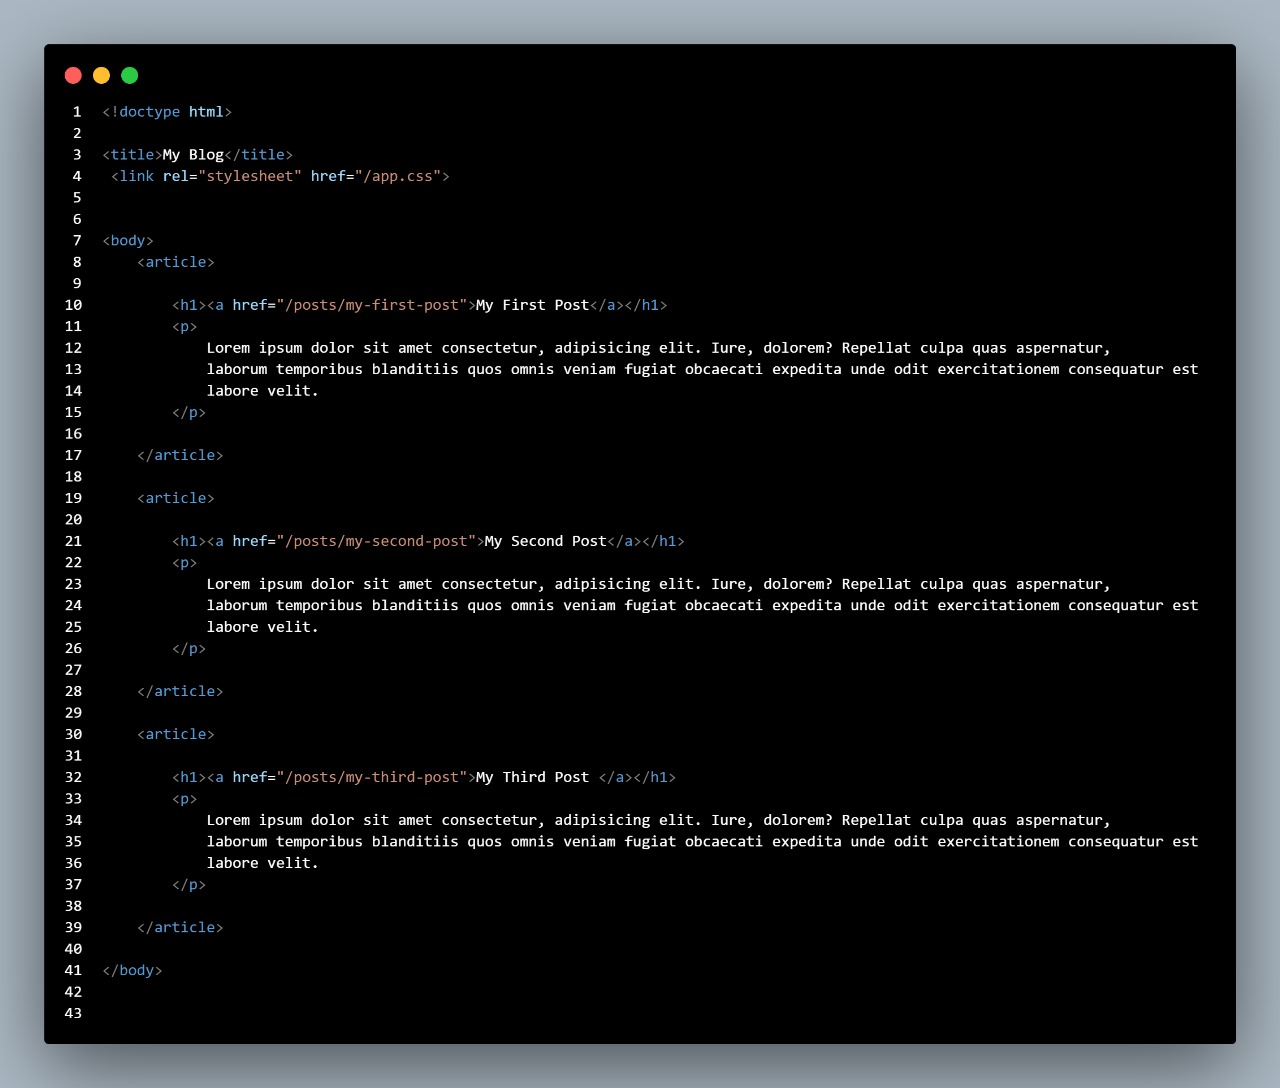 1 <!doctype html>
2
3 <title>My Blog</title>
4  <link rel="stylesheet" href="/app.css">
5
6
7 <body>
8     <article>
9
10         <h1><a href="/posts/my-first-post">My First Post</a></h1>
11         <p>
12             Lorem ipsum dolor sit amet consectetur, adipisicing elit. Iure, dolorem? Repellat culpa quas aspernatur,
13             laborum temporibus blanditiis quos omnis veniam fugiat obcaecati expedita unde odit exercitationem consequatur est
14             labore velit.
15         </p>
16
17     </article>
18
19     <article>
20
21         <h1><a href="/posts/my-second-post">My Second Post</a></h1>
22         <p>
23             Lorem ipsum dolor sit amet consectetur, adipisicing elit. Iure, dolorem? Repellat culpa quas aspernatur,
24             laborum temporibus blanditiis quos omnis veniam fugiat obcaecati expedita unde odit exercitationem consequatur est
25             labore velit.
26         </p>
27
28     </article>
29
30     <article>
31
32         <h1><a href="/posts/my-third-post">My Third Post </a></h1>
33         <p>
34             Lorem ipsum dolor sit amet consectetur, adipisicing elit. Iure, dolorem? Repellat culpa quas aspernatur,
35             laborum temporibus blanditiis quos omnis veniam fugiat obcaecati expedita unde odit exercitationem consequatur est
36             labore velit.
37         </p>
38
39     </article>
40
41 </body>
42
43